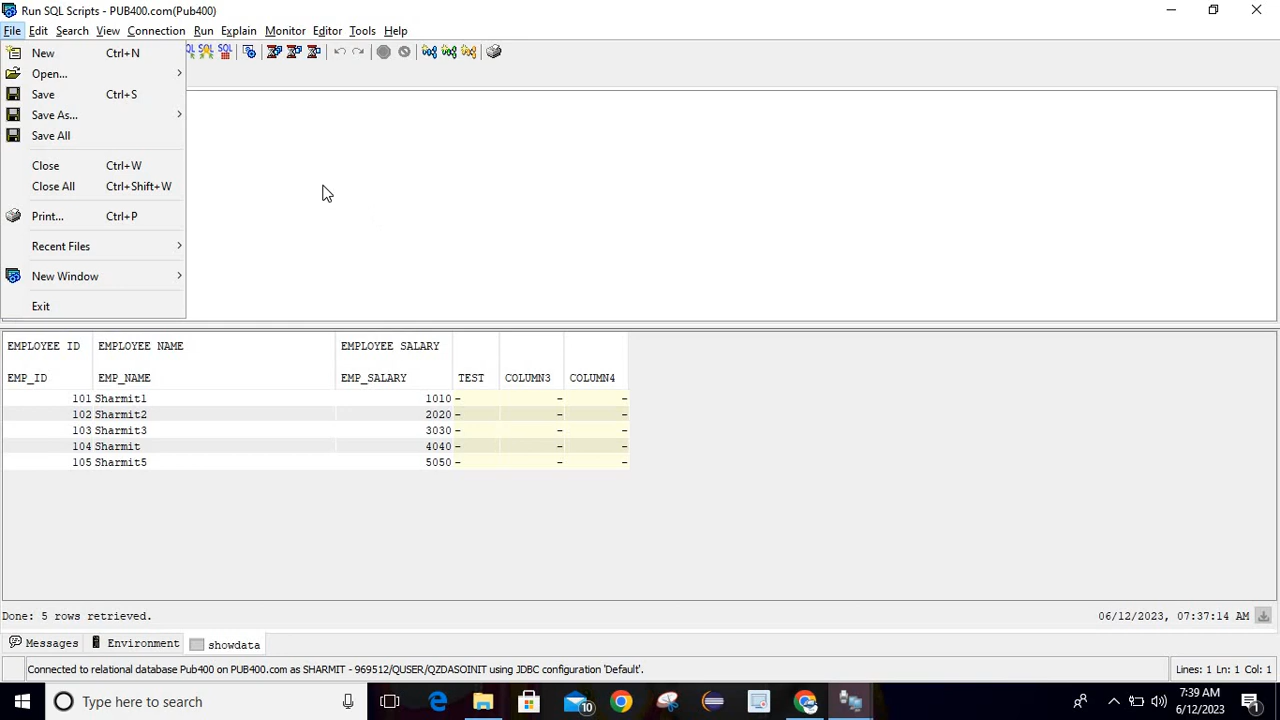 Run SQL Scripts - PUB400.com(Pub400)
File Edit Search View Connection Run Explain Monitor Editor Tools Help
New Ctrl+N
Open...
Save Ctrl+S
Save As...
Save All
Close Ctrl+W
Close All Ctrl+Shift+W
Print... Ctrl+P
Recent Files
New Window
Exit
EMPLOYEE ID EMPLOYEE NAME EMPLOYEE SALARY
EMP_ID EMP_NAME EMP_SALARY TEST COLUMN3 COLUMN4
101 Sharmit1 1010 - - -
102 Sharmit2 2020 - - -
103 Sharmit3 3030 - - -
104 Sharmit 4040 - - -
105 Sharmit5 5050 - - -
Done: 5 rows retrieved. 06/12/2023, 07:37:14 AM
Messages Environment showdata
Connected to relational database Pub400 on PUB400.com as SHARMIT - 969512/QUSER/QZDASOINIT using JDBC configuration 'Default'. Lines: 1 Ln: 1 Col: 1
Type here to search 10 7:39 AM
6/12/2023 1